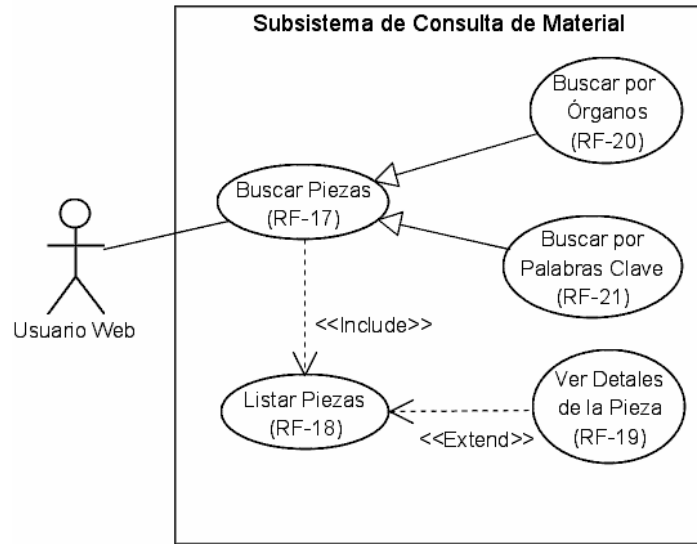 Subsistema de Consulta de Material
Buscar por
Órganos
(RF-20)
Buscar Piezas
(RF-17)
Buscar por
Palabras Clave
(RF-21)
Usuario Web
<<Include>>
Listar Piezas
(RF-18)
Ver Detales
de la Pieza
(RF-19)
<<Extend>>